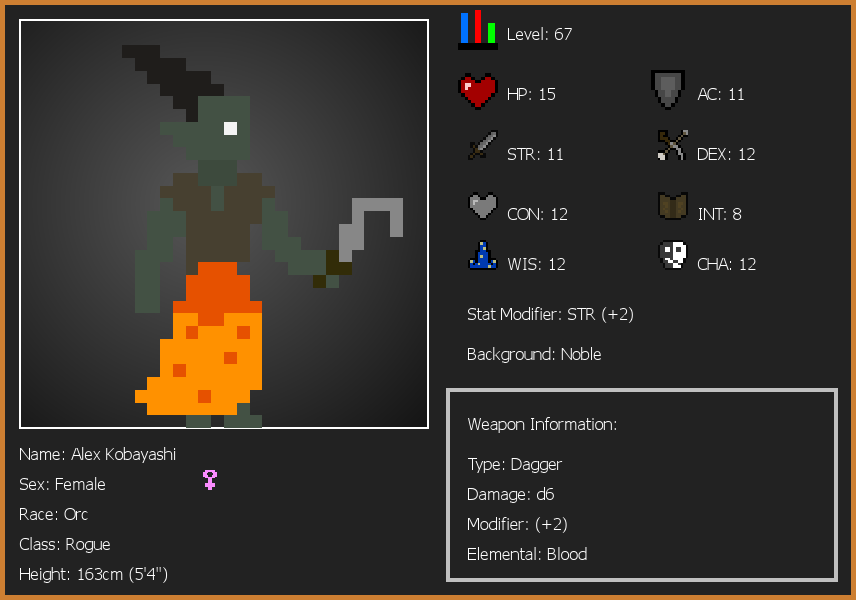 Level: 67
HP: 15
AC: 11
STR: 11
DEX: 12
CON: 12
INT: 8
WIS: 12
CHA: 12
Stat Modifier: STR (+2)
Background: Noble
Weapon Information:
Type: Dagger
Damage: d6
Modifier: (+2)
Elemental: Blood
Name: Alex Kobayashi
Sex: Female
Race: Orc
Class: Rogue
Height: 163cm (5'4")